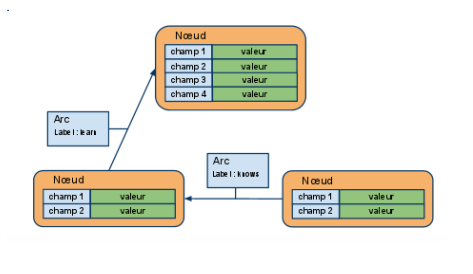 Nœud
champ 1 valeur
champ 2 valeur
champ 3 valeur
champ 4 valeur
Arc
Label : learn
Arc
Label : knows
Nœud
champ 1 valeur
champ 2 valeur
Nœud
champ 1 valeur
champ 2 valeur